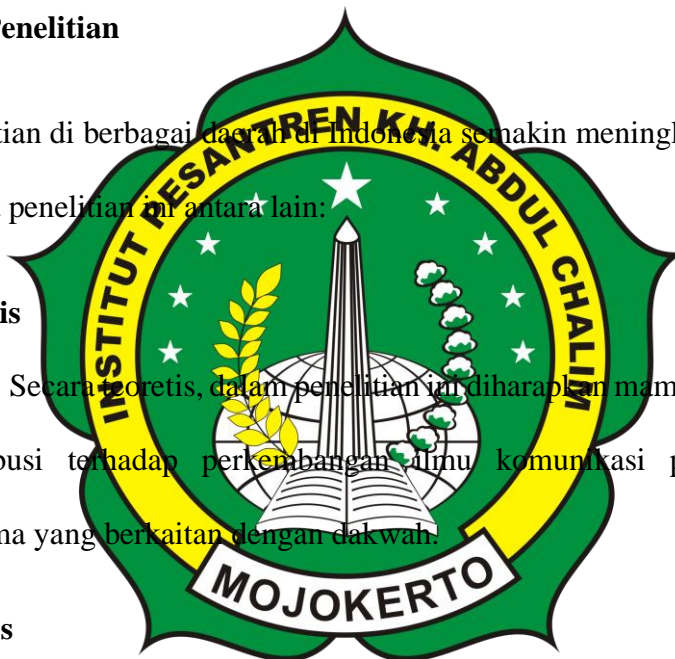 Penelitian
tian di berbagai daerah di Indonesia semakin meningk
penelitian ini antara lain:
is
Secara teoretis, dalam penelitian ini diharapkan mam
busi terhadap perkembangan ilmu komunikasi p
ma yang berkaitan dengan dakwah.
s
INSTITUT PESANTREN KH. ABDUL CHALIM
MOJOKERTO